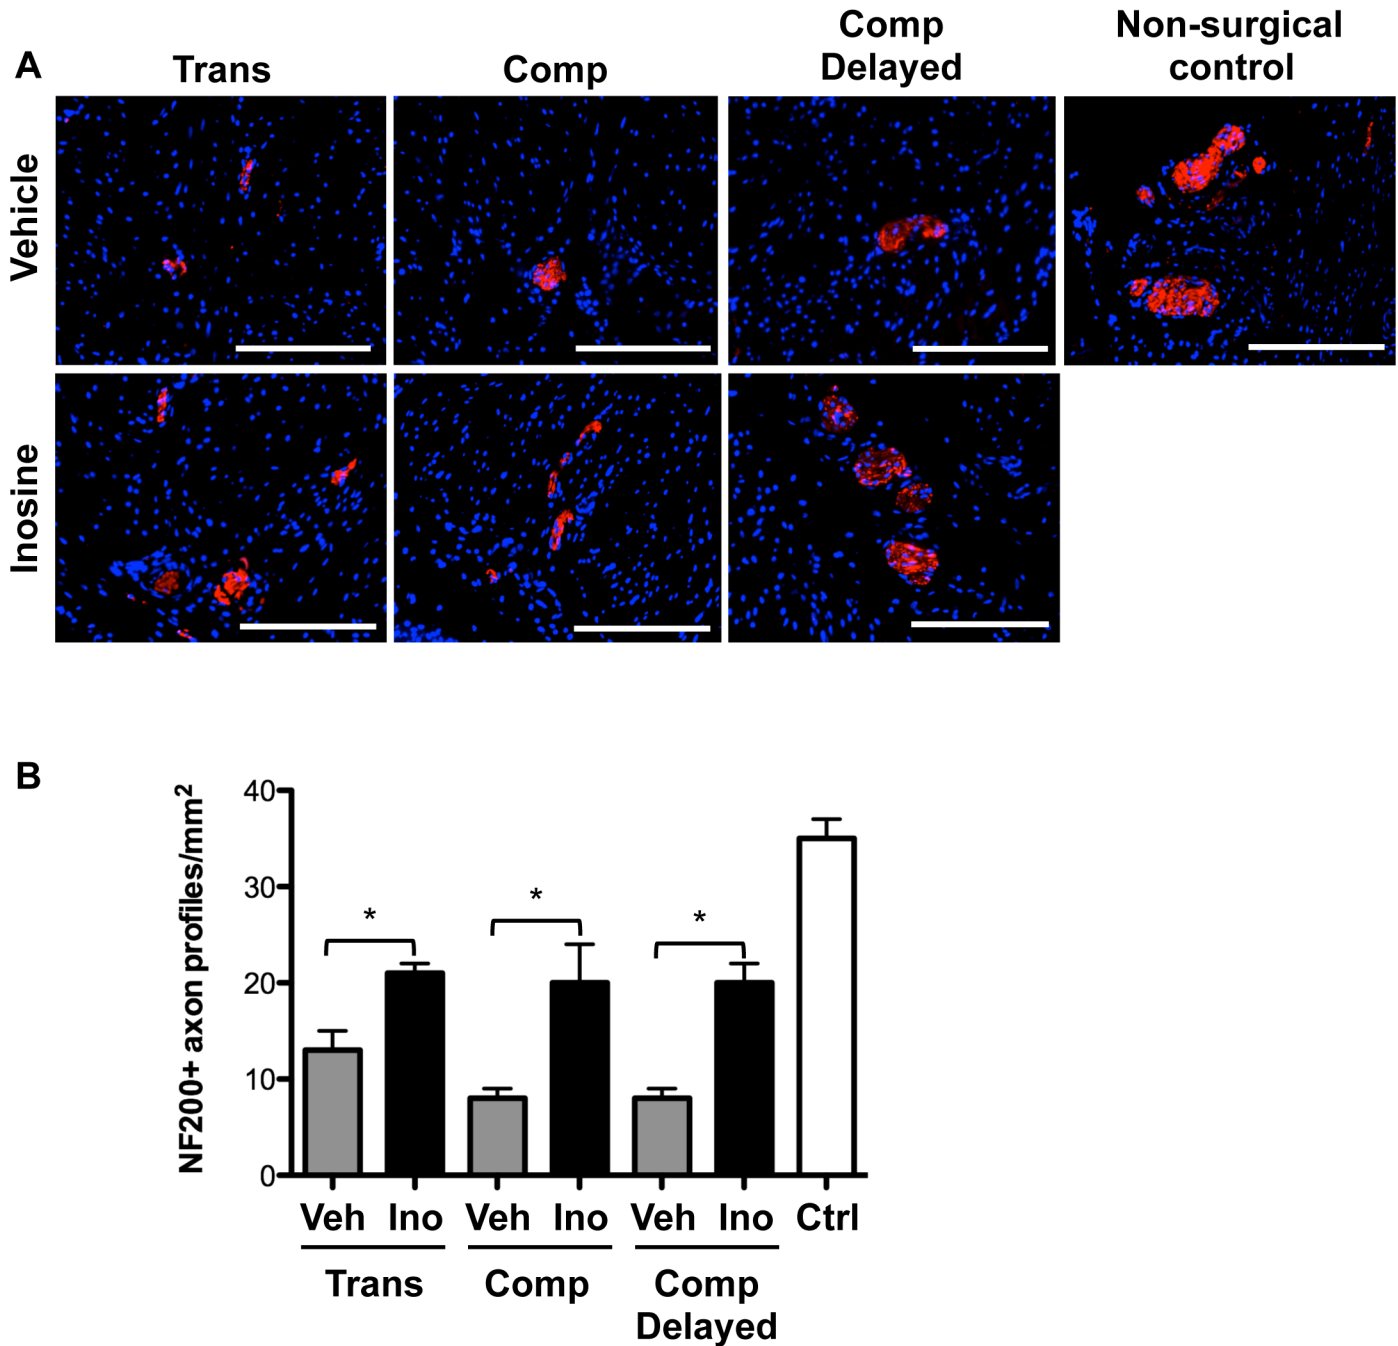 A
Trans
Comp
Comp
Delayed
Non-surgical
control
Vehicle
Inosine
B
NF200+ axon profiles/mm²
40
30
20
10
0
*
*
*
Veh Ino Veh Ino Veh Ino Ctrl
Trans
Comp
Comp
Delayed